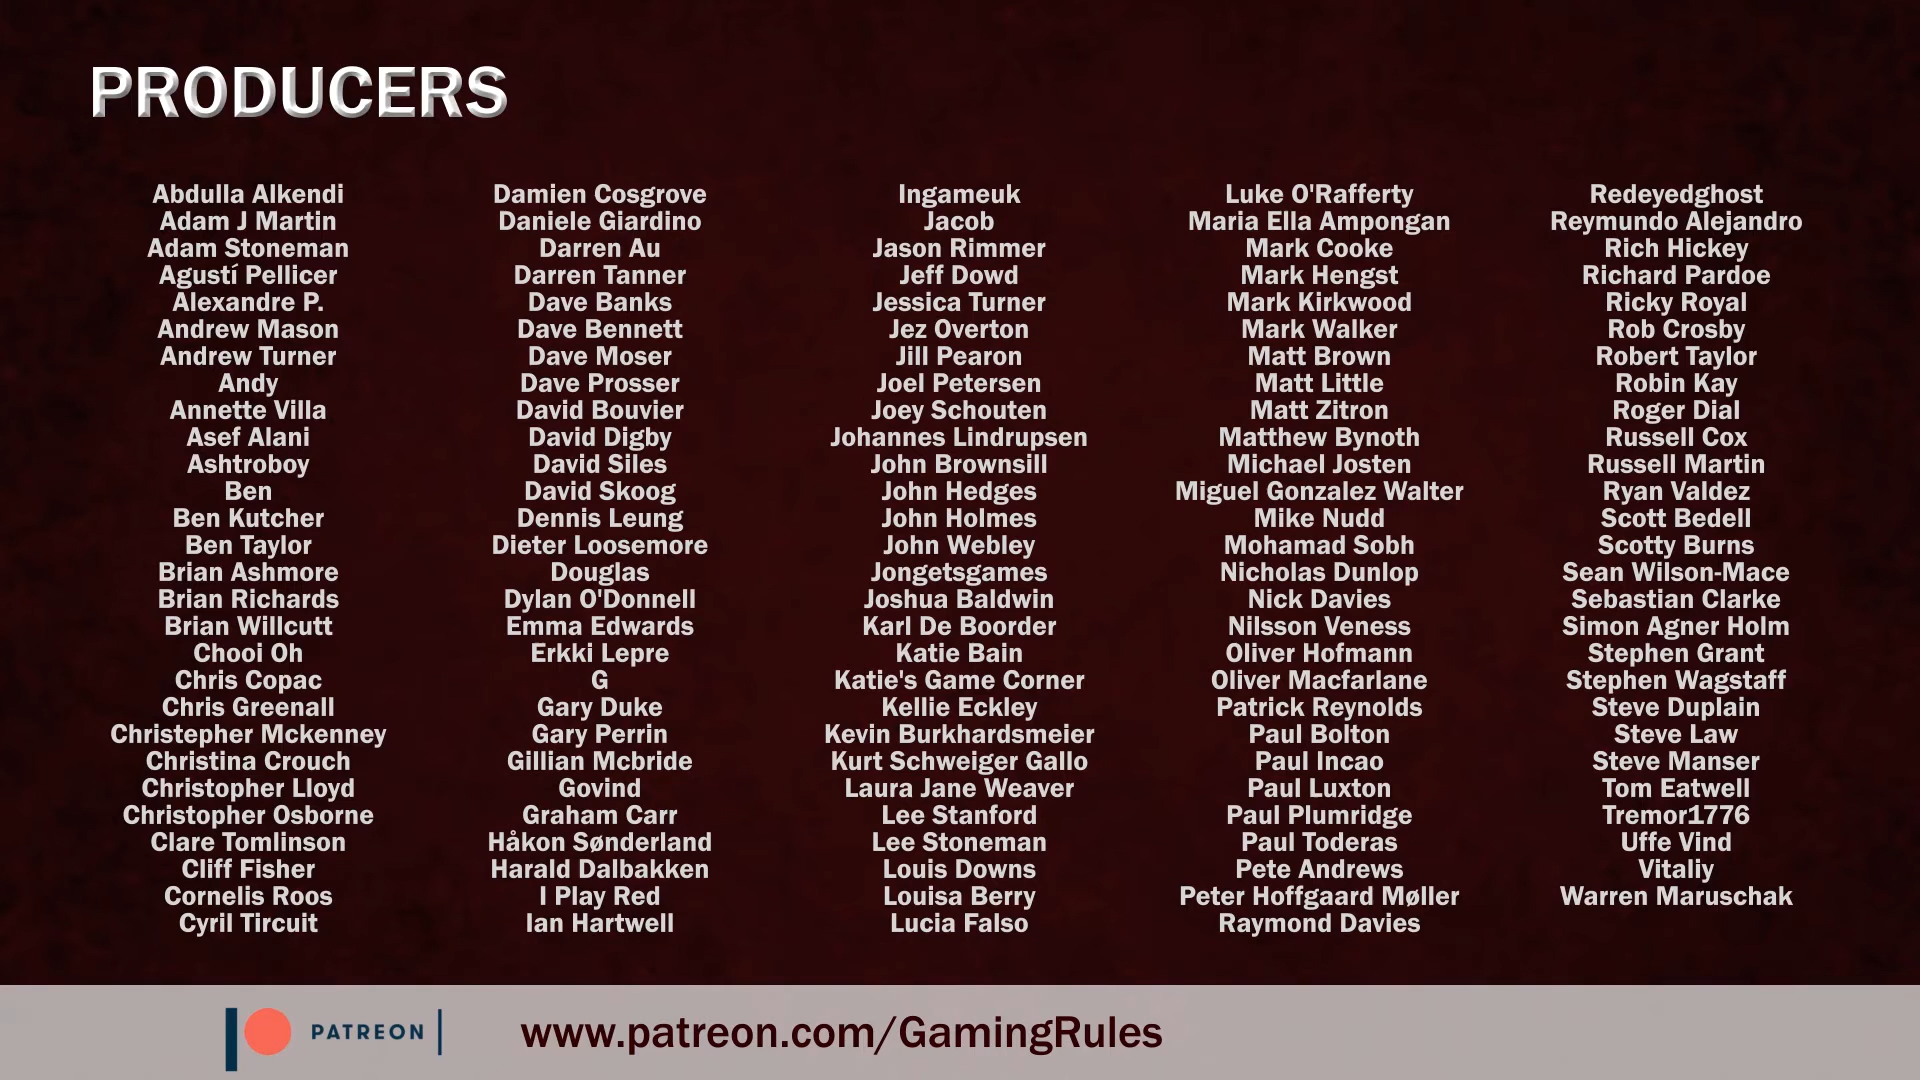 PRODUCERS
Abdulla Alkendi
Adam J Martin
Adam Stoneman
Agustí Pellicer
Alexandre P.
Andrew Mason
Andrew Turner
Andy
Annette Villa
Asef Alani
Ashtroboy
Ben
Ben Kutcher
Ben Taylor
Brian Ashmore
Brian Richards
Brian Willcutt
Chooi Oh
Chris Copac
Chris Greenall
Christepher Mckenney
Christina Crouch
Christopher Lloyd
Christopher Osborne
Clare Tomlinson
Cliff Fisher
Cornelis Roos
Cyril Tircuit
Damien Cosgrove
Daniele Giardino
Darren Au
Darren Tanner
Dave Banks
Dave Bennett
Dave Moser
Dave Prosser
David Bouvier
David Digby
David Siles
David Skoog
Dennis Leung
Dieter Loosemore
Douglas
Dylan O'Donnell
Emma Edwards
Erkki Lepre
G
Gary Duke
Gary Perrin
Gillian Mcbride
Govind
Graham Carr
Håkon Sønderland
Harald Dalbakken
I Play Red
Ian Hartwell
Ingameuk
Jacob
Jason Rimmer
Jeff Dowd
Jessica Turner
Jez Overton
Jill Pearon
Joel Petersen
Joey Schouten
Johannes Lindrupsen
John Brownsill
John Hedges
John Holmes
John Webley
Jongetsgames
Joshua Baldwin
Karl De Boorder
Katie Bain
Katie's Game Corner
Kellie Eckley
Kevin Burkhardsmeier
Kurt Schweiger Gallo
Laura Jane Weaver
Lee Stanford
Lee Stoneman
Louis Downs
Louisa Berry
Lucia Falso
Luke O'Rafferty
Maria Ella Ampongan
Mark Cooke
Mark Hengst
Mark Kirkwood
Mark Walker
Matt Brown
Matt Little
Matt Zitron
Matthew Bynoth
Michael Josten
Miguel Gonzalez Walter
Mike Nudd
Mohamad Sobh
Nicholas Dunlop
Nick Davies
Nilsson Veness
Oliver Hofmann
Oliver Macfarlane
Patrick Reynolds
Paul Bolton
Paul Incao
Paul Luxton
Paul Plumridge
Paul Toderas
Pete Andrews
Peter Hoffgaard Møller
Raymond Davies
Redeyedghost
Reymundo Alejandro
Rich Hickey
Richard Pardoe
Ricky Royal
Rob Crosby
Robert Taylor
Robin Kay
Roger Dial
Russell Cox
Russell Martin
Ryan Valdez
Scott Bedell
Scotty Burns
Sean Wilson-Mace
Sebastian Clarke
Simon Agner Holm
Stephen Grant
Stephen Wagstaff
Steve Duplain
Steve Law
Steve Manser
Tom Eatwell
Tremor1776
Uffe Vind
Vitaliy
Warren Maruschak
PATREON
www.patreon.com/GamingRules